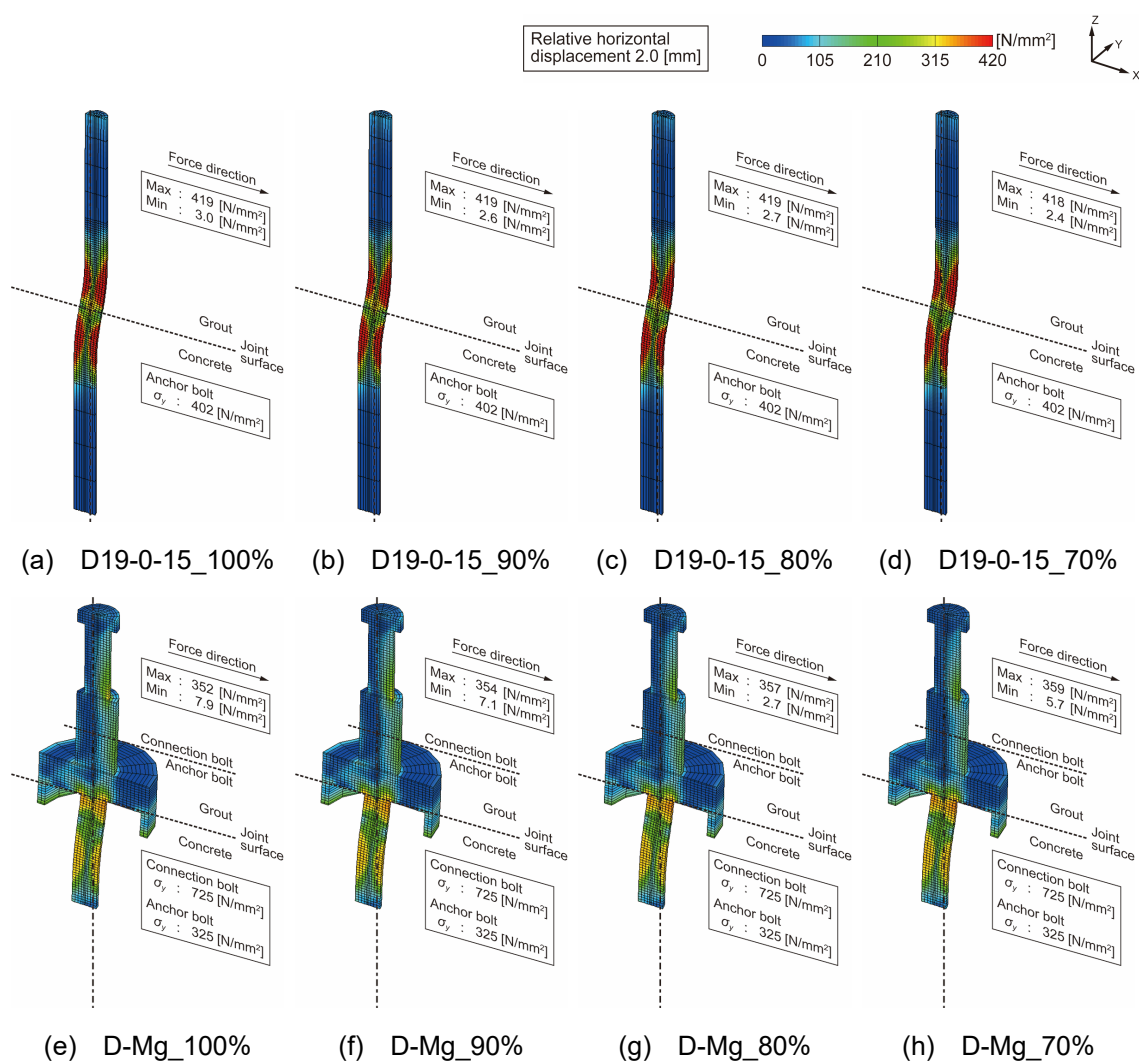 Relative horizontal
displacement 2.0 [mm]
[N/mm²]
0 105 210 315 420
Z
Y
X
Force direction
Max : 419 [N/mm²]
Min : 3.0 [N/mm²]
Grout
Joint
surface
Concrete
Anchor bolt
σy : 402 [N/mm²]
(a) D19-0-15_100%
Force direction
Max : 419 [N/mm²]
Min : 2.6 [N/mm²]
Grout
Joint
surface
Concrete
Anchor bolt
σy : 402 [N/mm²]
(b) D19-0-15_90%
Force direction
Max : 419 [N/mm²]
Min : 2.7 [N/mm²]
Grout
Joint
surface
Concrete
Anchor bolt
σy : 402 [N/mm²]
(c) D19-0-15_80%
Force direction
Max : 418 [N/mm²]
Min : 2.4 [N/mm²]
Grout
Joint
surface
Concrete
Anchor bolt
σy : 402 [N/mm²]
(d) D19-0-15_70%
Force direction
Max : 352 [N/mm²]
Min : 7.9 [N/mm²]
Connection bolt
Anchor bolt
Grout
Joint
surface
Concrete
Connection bolt
σy : 725 [N/mm²]
Anchor bolt
σy : 325 [N/mm²]
(e) D-Mg_100%
Force direction
Max : 354 [N/mm²]
Min : 7.1 [N/mm²]
Connection bolt
Anchor bolt
Grout
Joint
surface
Concrete
Connection bolt
σy : 725 [N/mm²]
Anchor bolt
σy : 325 [N/mm²]
(f) D-Mg_90%
Force direction
Max : 357 [N/mm²]
Min : 2.7 [N/mm²]
Connection bolt
Anchor bolt
Grout
Joint
surface
Concrete
Connection bolt
σy : 725 [N/mm²]
Anchor bolt
σy : 325 [N/mm²]
(g) D-Mg_80%
Force direction
Max : 359 [N/mm²]
Min : 5.7 [N/mm²]
Connection bolt
Anchor bolt
Grout
Joint
surface
Concrete
Connection bolt
σy : 725 [N/mm²]
Anchor bolt
σy : 325 [N/mm²]
(h) D-Mg_70%